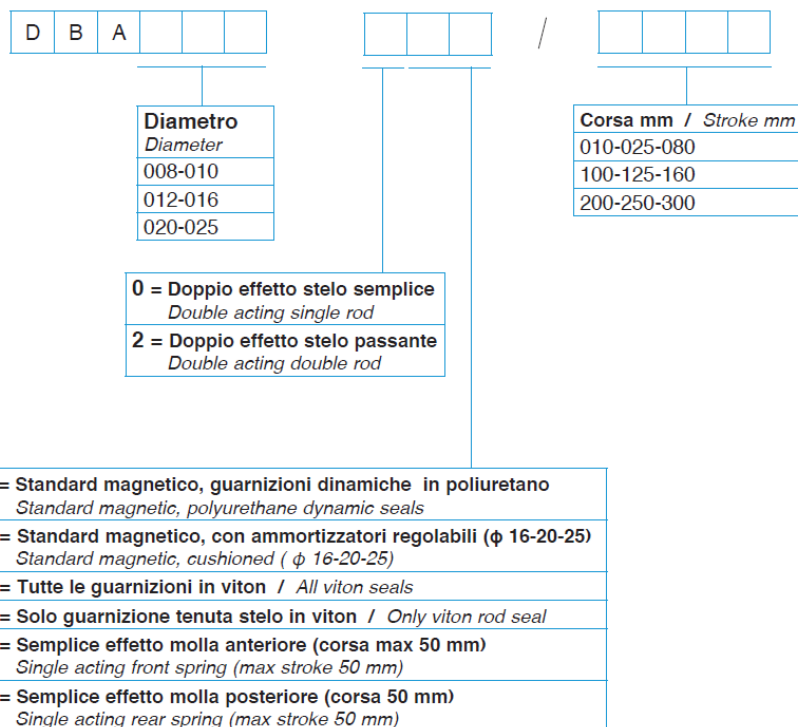 D B A /
Diametro
Diameter
008-010
012-016
020-025
Corsa mm / Stroke mm
010-025-080
100-125-160
200-250-300
0 = Doppio effetto stelo semplice
Double acting single rod
2 = Doppio effetto stelo passante
Double acting double rod
= Standard magnetico, guarnizioni dinamiche in poliuretano
Standard magnetic, polyurethane dynamic seals
= Standard magnetico, con ammortizzatori regolabili (ϕ 16-20-25)
Standard magnetic, cushioned ( ϕ 16-20-25)
= Tutte le guarnizioni in viton / All viton seals
= Solo guarnizione tenuta stelo in viton / Only viton rod seal
= Semplice effetto molla anteriore (corsa max 50 mm)
Single acting front spring (max stroke 50 mm)
= Semplice effetto molla posteriore (corsa 50 mm)
Single acting rear spring (max stroke 50 mm)